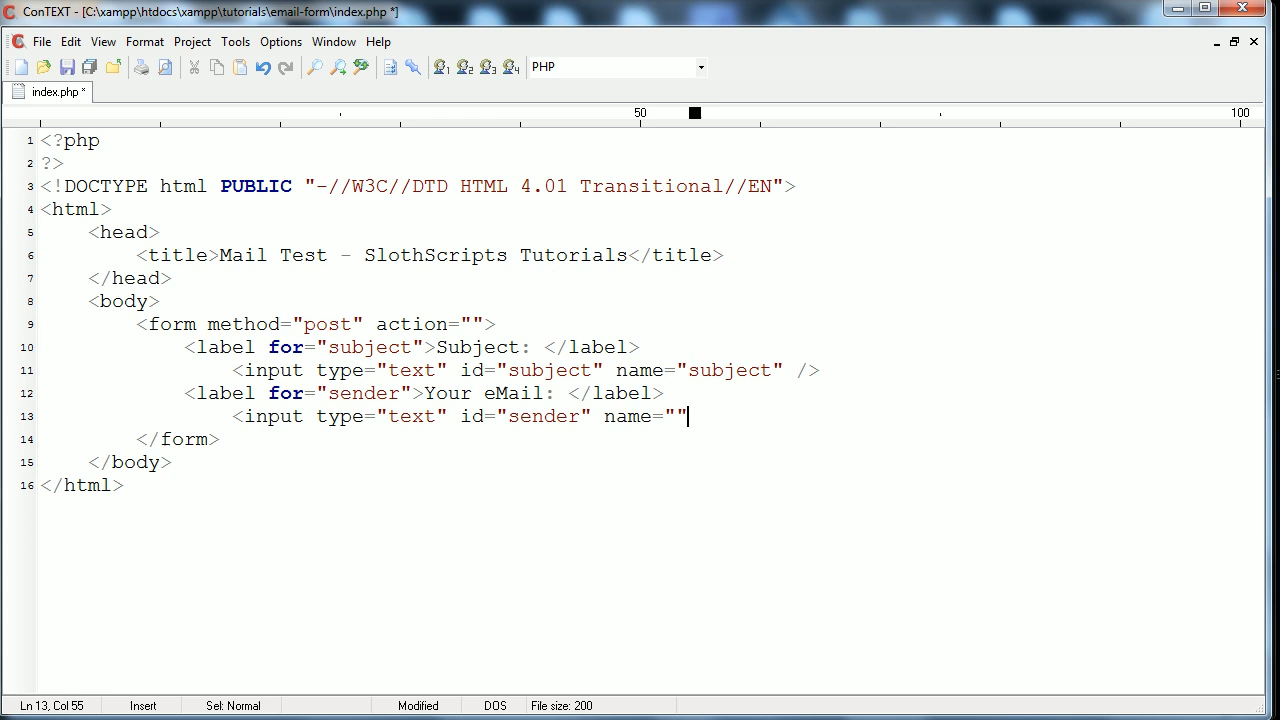 ConTEXT - [C:\xampp\htdocs\xampp\tutorials\email-form\index.php *]
File Edit View Format Project Tools Options Window Help
1 2 3 4 PHP
index.php *
50 100
1 <?php
2 ?>
3 <!DOCTYPE html PUBLIC "-//W3C//DTD HTML 4.01 Transitional//EN">
4 <html>
5 <head>
6 <title>Mail Test - SlothScripts Tutorials</title>
7 </head>
8 <body>
9 <form method="post" action="">
10 <label for="subject">Subject: </label>
11 <input type="text" id="subject" name="subject" />
12 <label for="sender">Your eMail: </label>
13 <input type="text" id="sender" name=""
14 </form>
15 </body>
16 </html>
Ln 13, Col 55 Insert Sel: Normal Modified DOS File size: 200